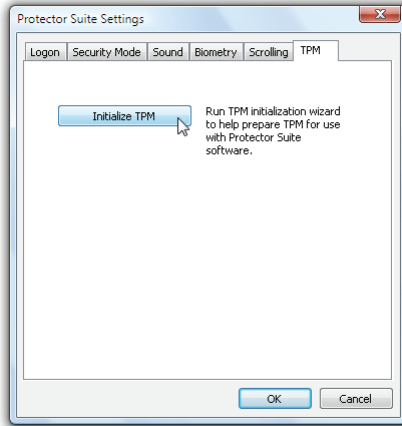 Protector Suite Settings
Logon Security Mode Sound Biometry Scrolling TPM
Initialize TPM
Run TPM initialization wizard
to help prepare TPM for use
with Protector Suite
software.
OK Cancel